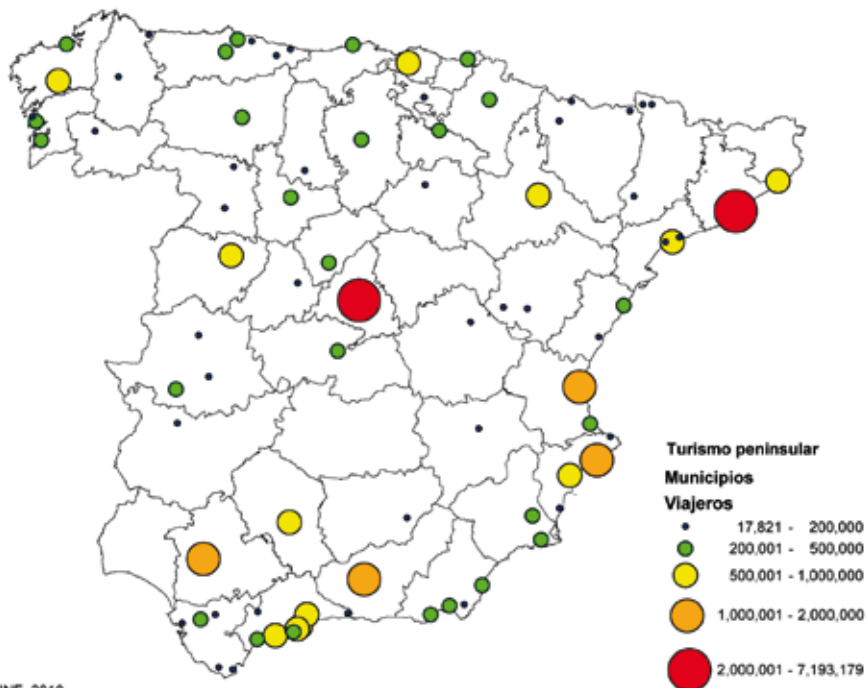 Turismo peninsular
Municipios
Viajeros
17,821 - 200,000
200,001 - 500,000
500,001 - 1,000,000
1,000,001 - 2,000,000
2,000,001 - 7,193,179